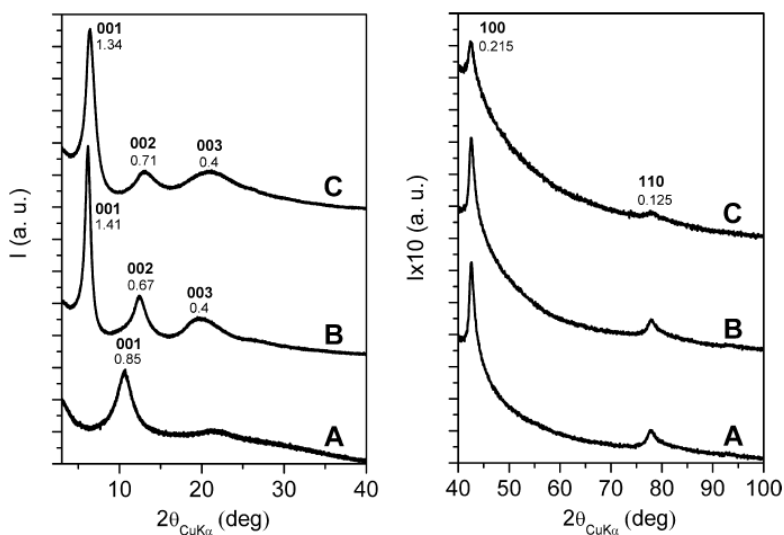 001
1.34
002
0.71
003
0.4
C
001
1.41
002
0.67
003
0.4
B
001
0.85
A
I (a. u.)
10 20 30 40
2θCuKα (deg)
100
0.215
110
0.125
C
B
A
Ix10 (a. u.)
40 50 60 70 80 90 100
2θCuKα (deg)